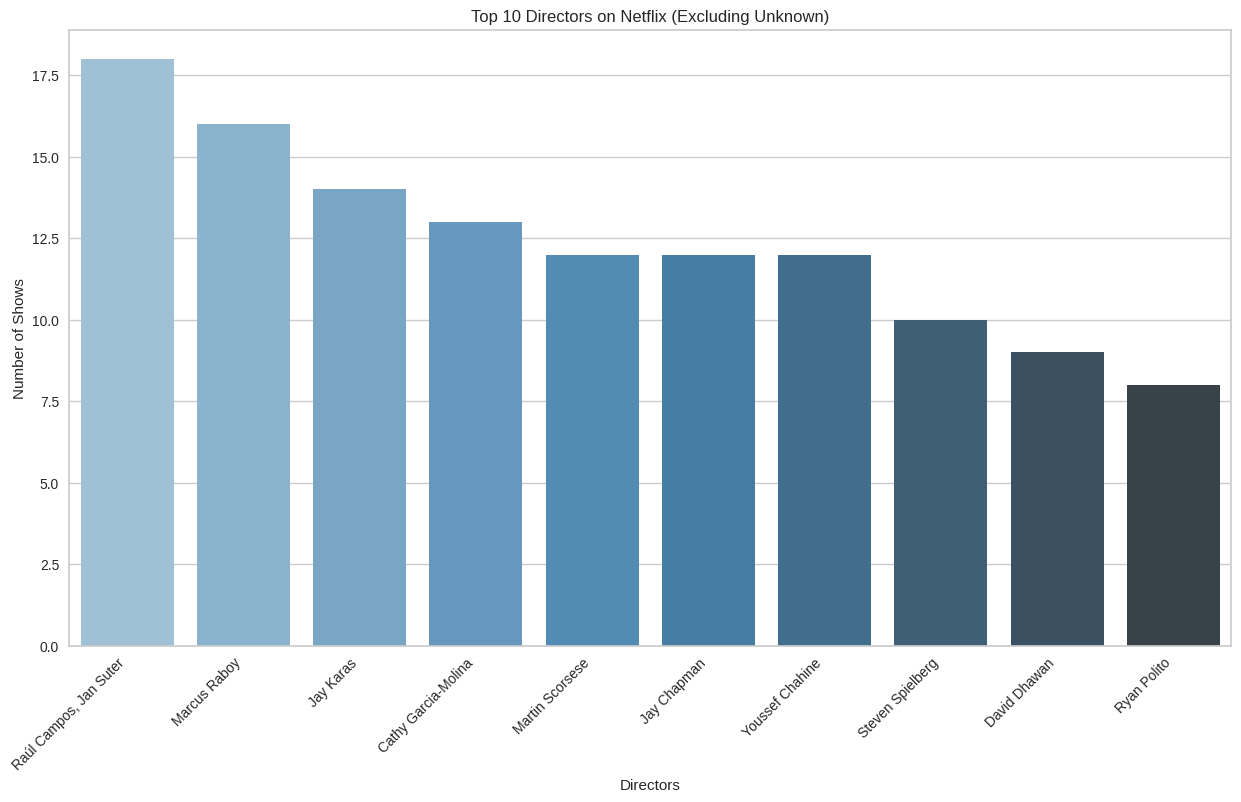 Top 10 Directors on Netflix (Excluding Unknown)
Number of Shows
17.5
15.0
12.5
10.0
7.5
5.0
2.5
0.0
Raúl Campos, Jan Suter
Marcus Raboy
Jay Karas
Cathy Garcia-Molina
Martin Scorsese
Jay Chapman
Youssef Chahine
Steven Spielberg
David Dhawan
Ryan Polito
Directors